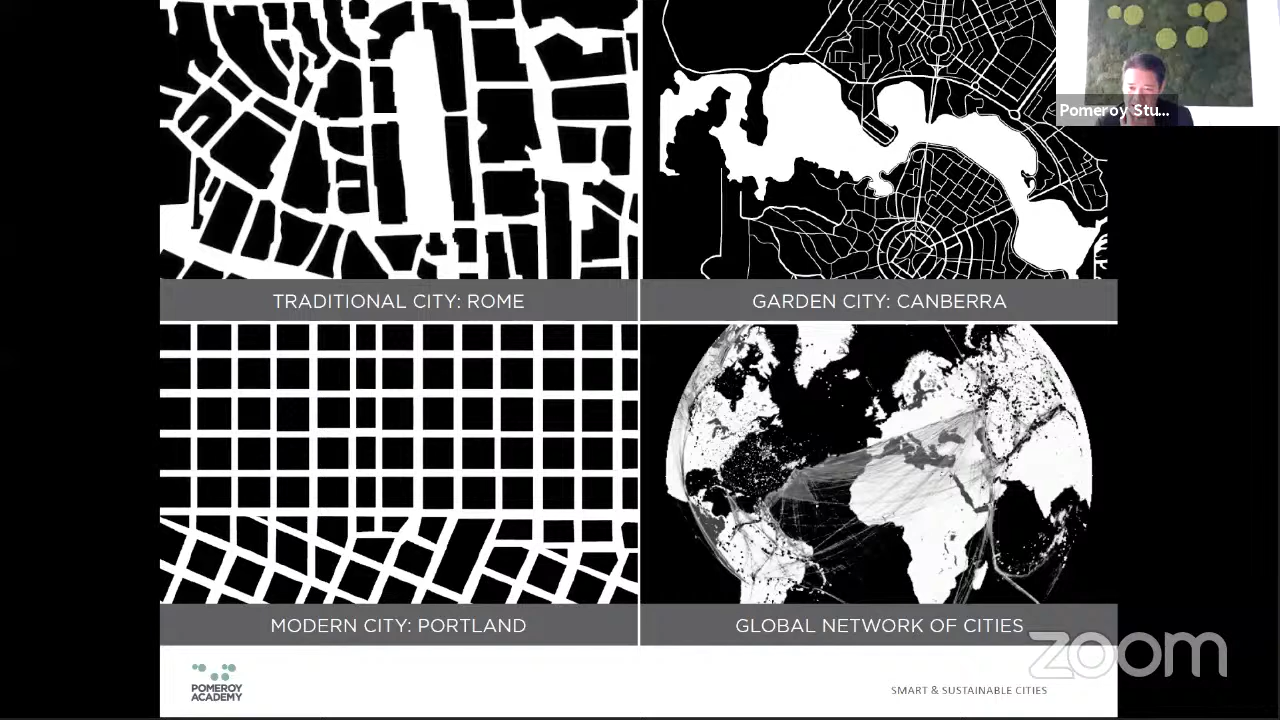 Pomeroy Stu...
TRADITIONAL CITY: ROME
GARDEN CITY: CANBERRA
MODERN CITY: PORTLAND
GLOBAL NETWORK OF CITIES
zoom
POMEROY
ACADEMY
SMART & SUSTAINABLE CITIES